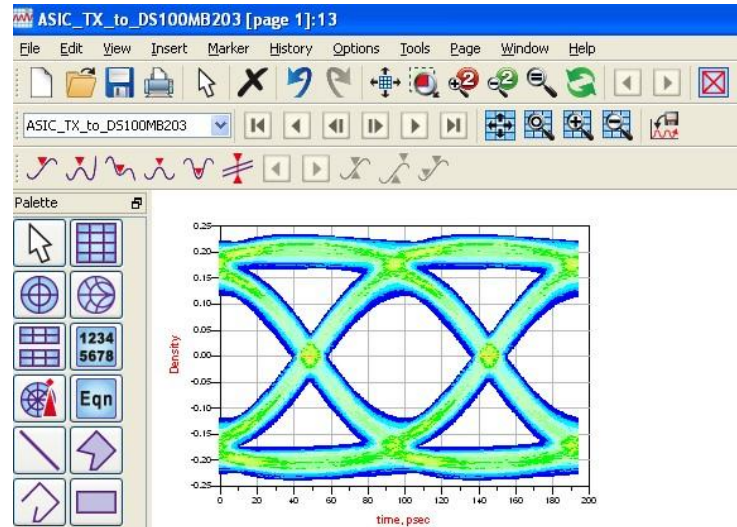 ASIC_TX_to_DS100MB203 [page 1]:13
File Edit View Insert Marker History Options Tools Page Window Help
+2 -2
ASIC_TX_to_DS100MB203
Palette
1234
5678
Eqn
0.25
0.20
0.15
0.10
0.05
0.00
-0.05
-0.10
-0.15
-0.20
-0.25
Density
0 20 40 60 80 100 120 140 160 180 200
time, psec